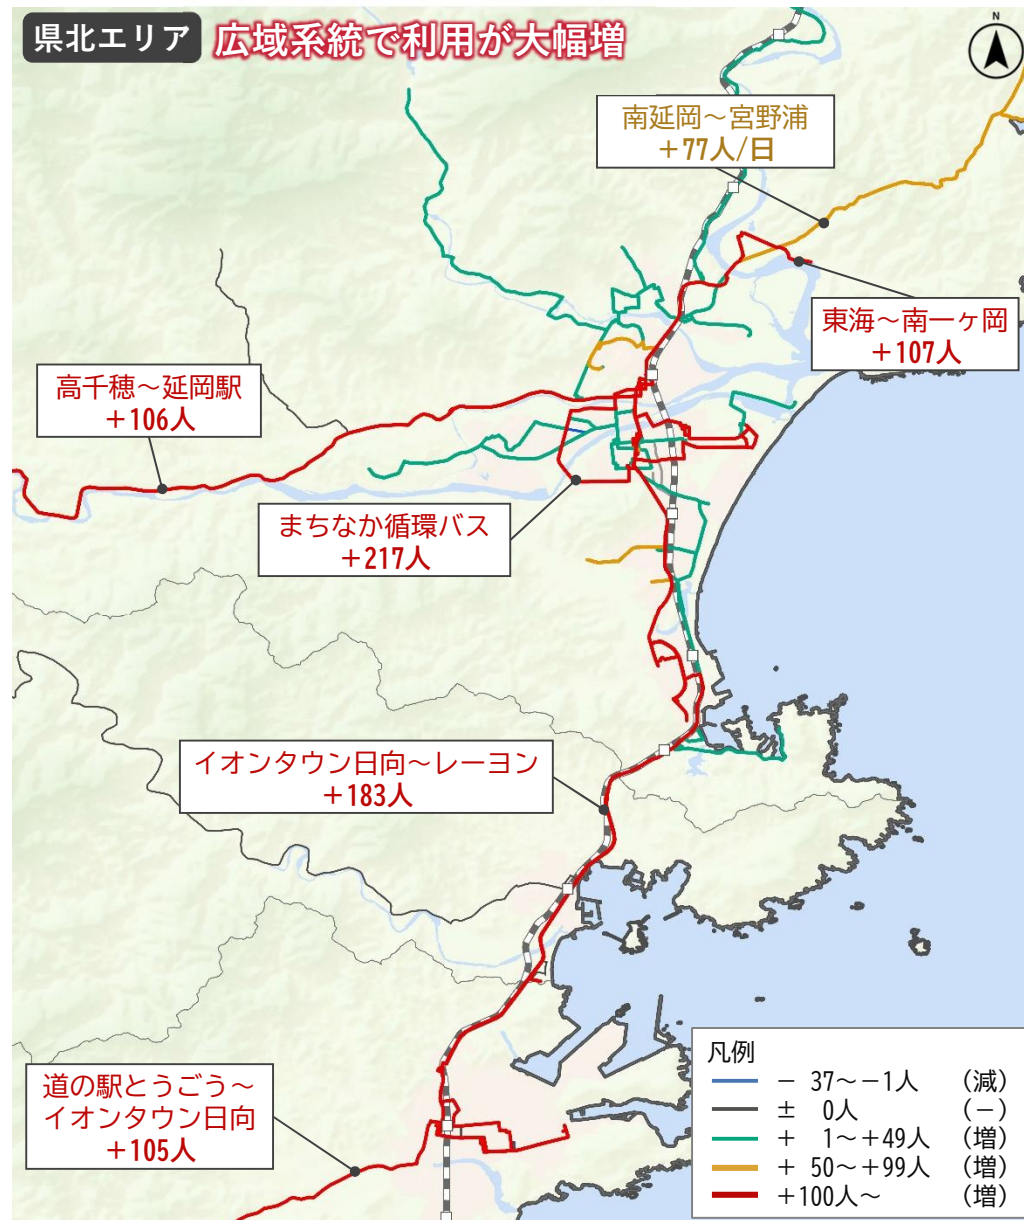 県北エリア 広域系統で利用が大幅増
N
南延岡～宮野浦
＋77人/日
東海～南一ヶ岡
＋107人
高千穂～延岡駅
＋106人
まちなか循環バス
＋217人
イオンタウン日向～レーヨン
＋183人
道の駅とうごう～
イオンタウン日向
＋105人
凡例
－ 37～－1人 （減）
± 0人 （－）
＋ 1～＋49人 （増）
＋ 50～＋99人 （増）
＋100人～ （増）